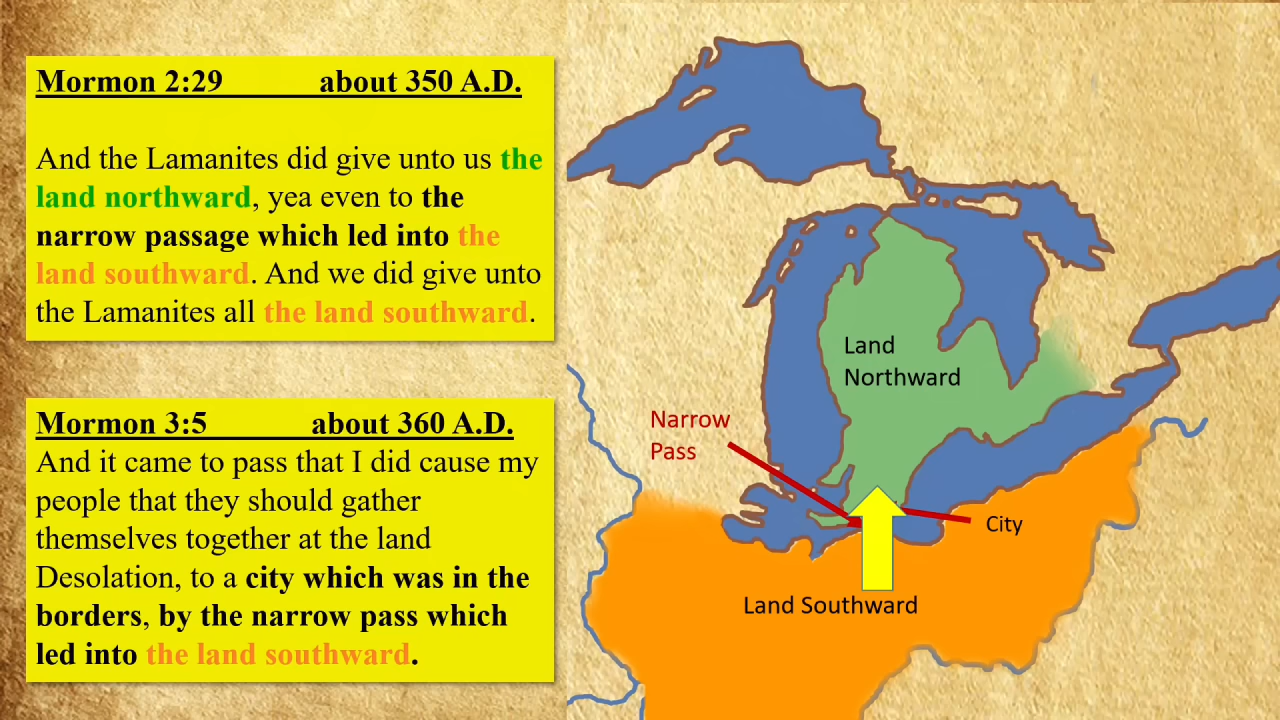 Mormon 2:29 about 350 A.D.
And the Lamanites did give unto us the
land northward, yea even to the
narrow passage which led into the
land southward. And we did give unto
the Lamanites all the land southward.
Mormon 3:5 about 360 A.D.
And it came to pass that I did cause my
people that they should gather
themselves together at the land
Desolation, to a city which was in the
borders, by the narrow pass which
led into the land southward.
Land
Northward
Narrow
Pass
City
Land Southward